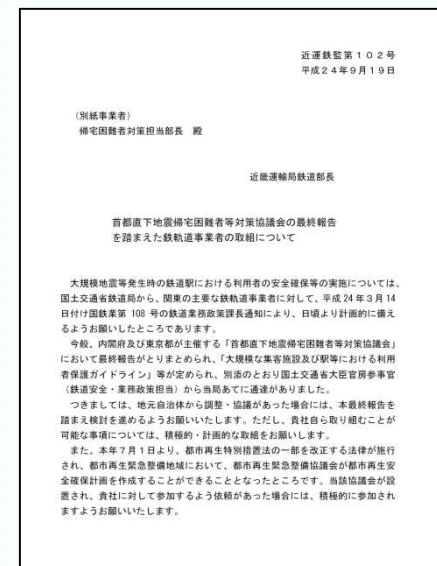 近運鉄監第１０２号
平成２４年９月１９日
（別紙事業者）
帰宅困難者対策担当部長　殿
近畿運輸局鉄道部長
首都直下地震帰宅困難者等対策協議会の最終報告
を踏まえた鉄軌道事業者の取組について
大規模地震等発生時の鉄道駅における利用者の安全確保等の実施については、
国土交通省鉄道局から、関東の主要な鉄軌道事業者に対して、平成 24 年３月 14
日付け国鉄業第 108 号の鉄道業務政策課長通知により、日頃より計画的に備え
るようお願いしたところであります。
今般、内閣府及び東京都が主催する「首都直下地震帰宅困難者等対策協議会」
において最終報告がとりまとめられ、「大規模な集客施設及び駅等における利用
者保護ガイドライン」等が定められ、別添のとおり国土交通省大臣官房参事官
（鉄道安全・業務政策担当）から当局あてに通達がありました。
つきましては、地元自治体から調整・協議があった場合には、本最終報告を
踏まえ検討を進めるようお願いいたします。ただし、貴社自ら取り組むことが
可能な事項については、積極的・計画的な取組をお願いします。
また、本年７月１日より、都市再生特別措置法の一部を改正する法律が施行
され、都市再生緊急整備地域において、都市再生緊急整備協議会が都市再生安
全確保計画を作成することができることとなったところです。当該協議会が設
置され、貴社に対して参加するよう依頼があった場合には、積極的に参加され
ますようお願いいたします。